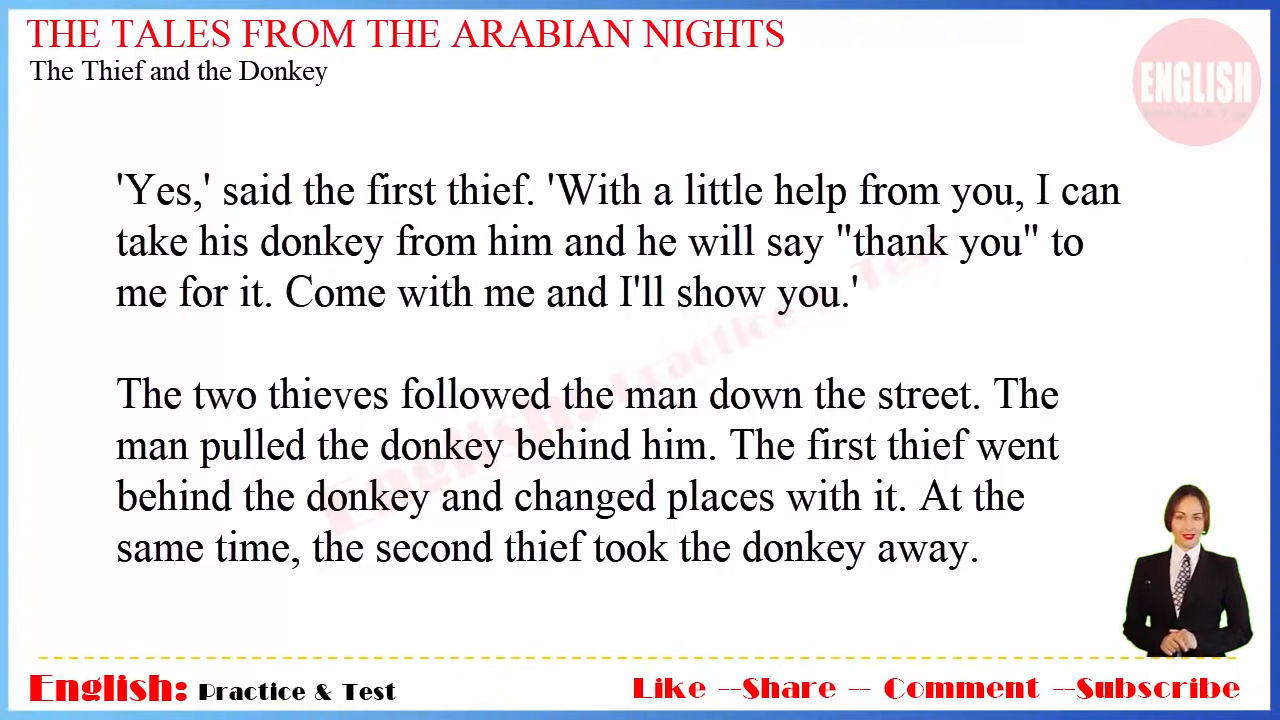 THE TALES FROM THE ARABIAN NIGHTS
The Thief and the Donkey
ENGLISH
'Yes,' said the first thief. 'With a little help from you, I can
take his donkey from him and he will say "thank you" to
me for it. Come with me and I'll show you.'
The two thieves followed the man down the street. The
man pulled the donkey behind him. The first thief went
behind the donkey and changed places with it. At the
same time, the second thief took the donkey away.
English: Practice & Test
English: Practice & Test
Like --Share -- Comment --Subscribe